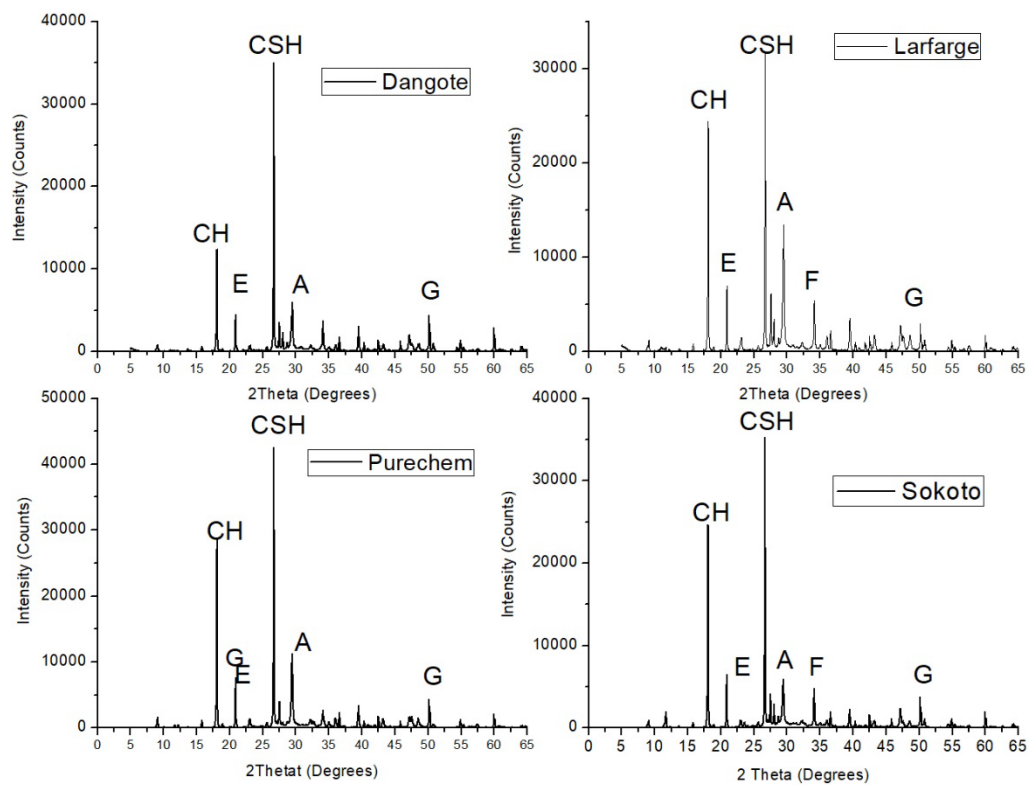 40000
30000
20000
10000
0
Intensity (Counts)
CSH
Dangote
CH
E
A
G
0 5 10 15 20 25 30 35 40 45 50 55 60 65
2Theta (Degrees)
30000
20000
10000
0
Intensity (Counts)
CSH
Larfarge
CH
A
E
F
G
0 5 10 15 20 25 30 35 40 45 50 55 60 65
2Theta (Degrees)
50000
40000
30000
20000
10000
0
Intensity (Counts)
CSH
Purechem
CH
G
E
A
G
0 5 10 15 20 25 30 35 40 45 50 55 60 65
2Thetat (Degrees)
40000
30000
20000
10000
0
Intensity (Counts)
CSH
Sokoto
CH
E
A
F
G
0 5 10 15 20 25 30 35 40 45 50 55 60 65
2 Theta (Degrees)